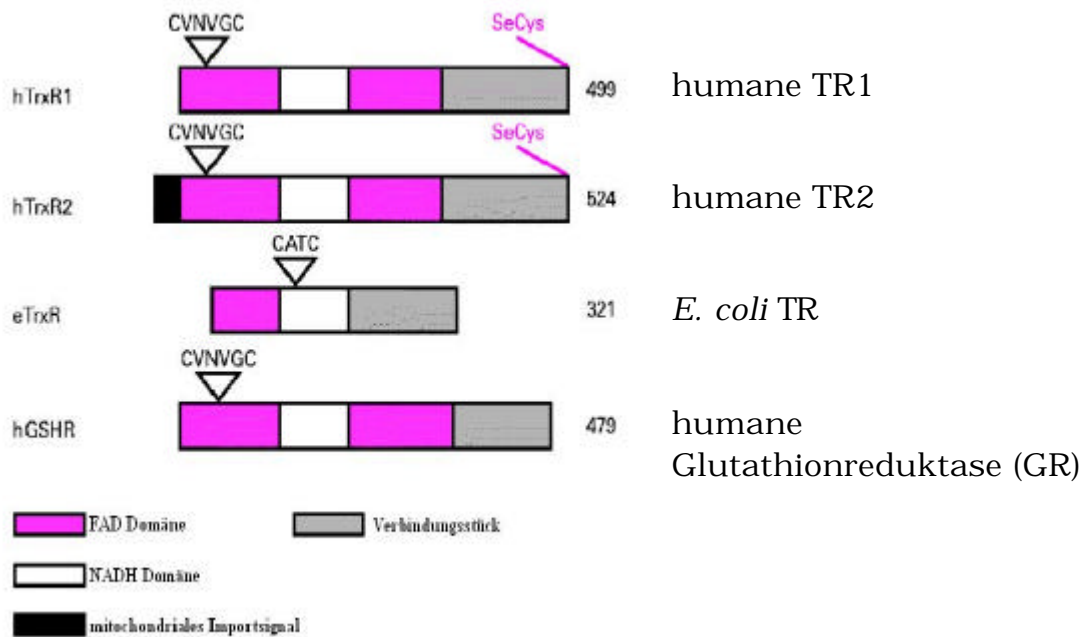 CVNVGC
SeCys
hTrxR1
499
humane TR1
CVNVGC
SeCys
hTrxR2
524
humane TR2
CATC
eTrxR
321
E. coli TR
CVNVGC
hGSHR
479
humane
Glutathionreduktase (GR)
FAD Domäne
Verbindungsstück
NADH Domäne
mitochondriales Importsignal